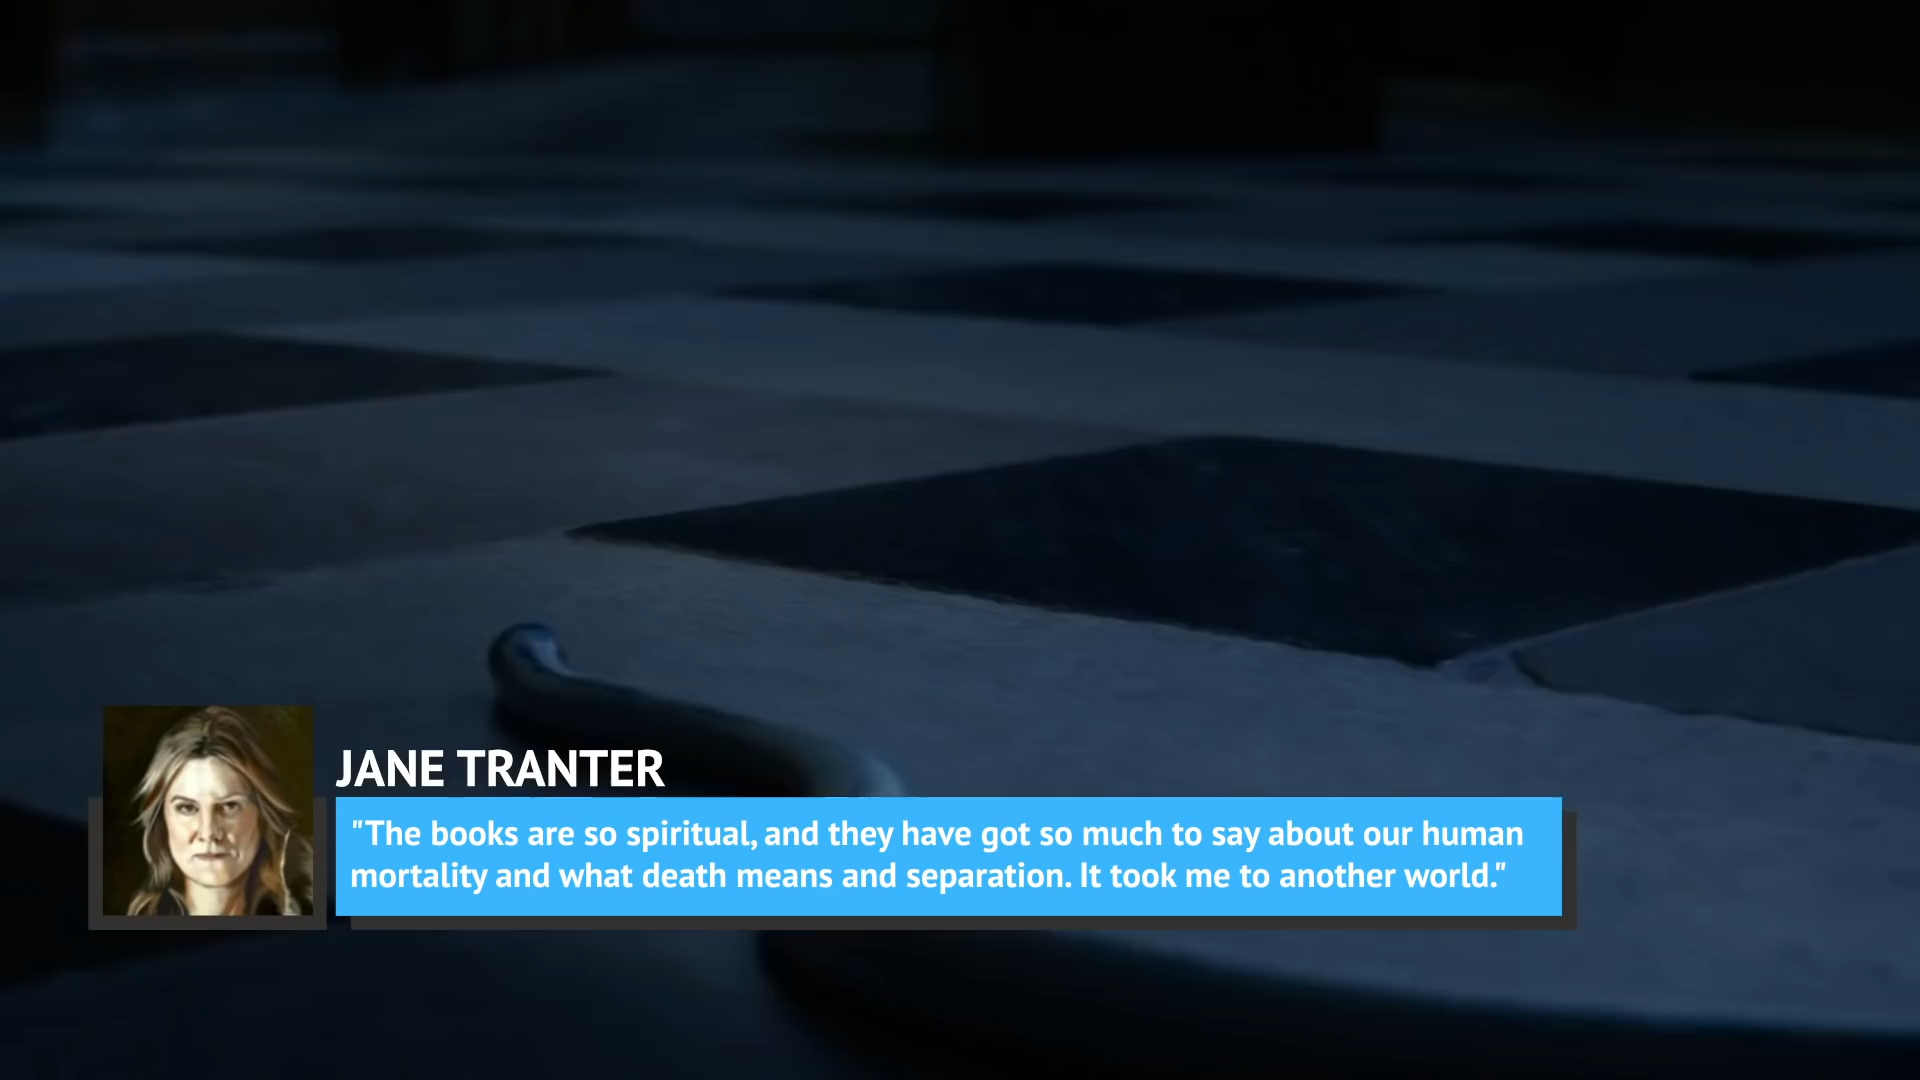 JANE TRANTER
"The books are so spiritual, and they have got so much to say about our human
mortality and what death means and separation. It took me to another world."